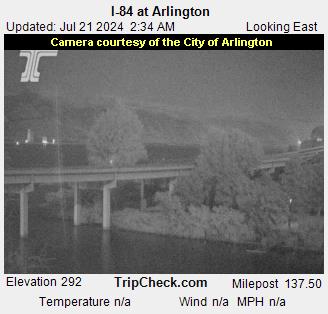 I-84 at Arlington
Updated: Jul 21 2024 2:34 AM Looking East
Camera courtesy of the City of Arlington
Elevation 292 TripCheck.com Milepost 137.50
Temperature n/a Wind n/a MPH n/a